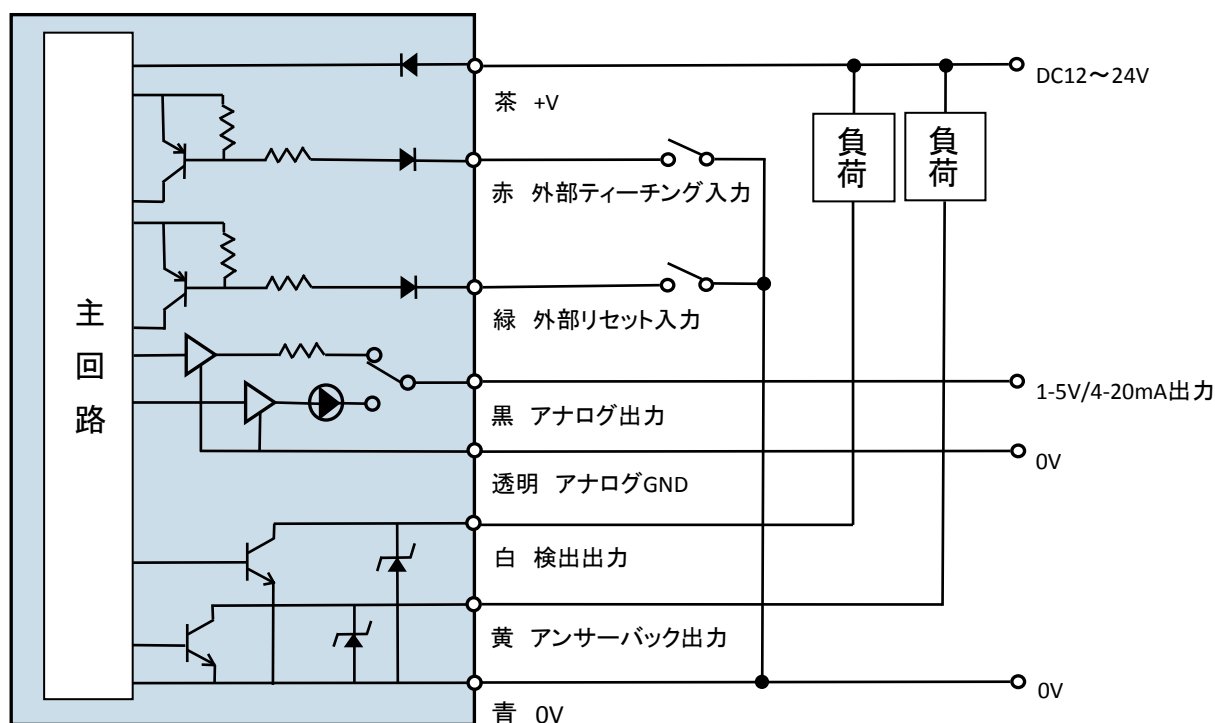 主回路
DC12～24V
茶 +V
負荷
負荷
赤 外部ティーチング入力
緑 外部リセット入力
1-5V/4-20mA出力
黒 アナログ出力
0V
透明 アナログGND
白 検出出力
黄 アンサーバック出力
0V
青 0V